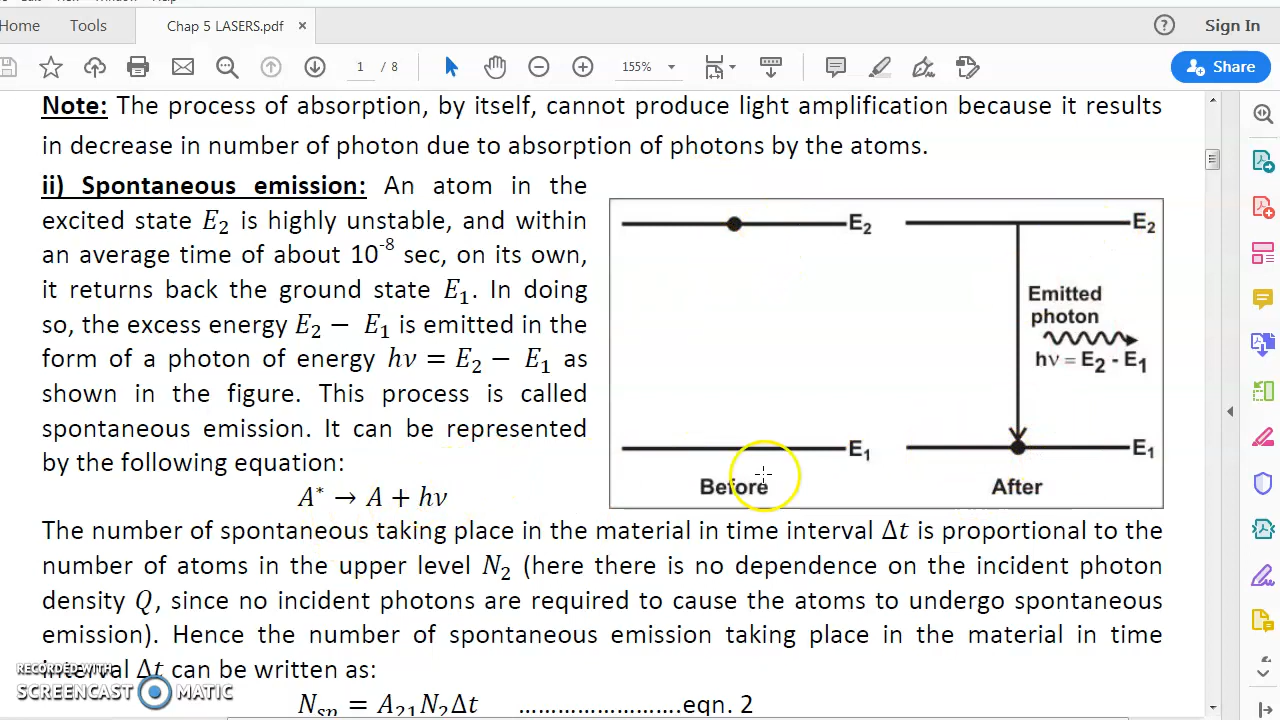 Home Tools Chap 5 LASERS.pdf × Sign In
1 / 8 155% Share
Note: The process of absorption, by itself, cannot produce light amplification because it results
in decrease in number of photon due to absorption of photons by the atoms.
ii) Spontaneous emission: An atom in the
excited state E₂ is highly unstable, and within
an average time of about 10⁻⁸ sec, on its own,
it returns back the ground state E₁. In doing
so, the excess energy E₂ − E₁ is emitted in the
form of a photon of energy hν = E₂ − E₁ as
shown in the figure. This process is called
spontaneous emission. It can be represented
by the following equation:
A* → A + hν
E₂ E₂
Emitted
photon
hν = E₂ - E₁
E₁ E₁
Before After
The number of spontaneous taking place in the material in time interval Δt is proportional to the
number of atoms in the upper level N₂ (here there is no dependence on the incident photon
density Q, since no incident photons are required to cause the atoms to undergo spontaneous
emission). Hence the number of spontaneous emission taking place in the material in time
interval Δt can be written as:
N_sp = A₂₁N₂Δt ..........................eqn. 2
RECORDED WITH
SCREENCAST MATIC